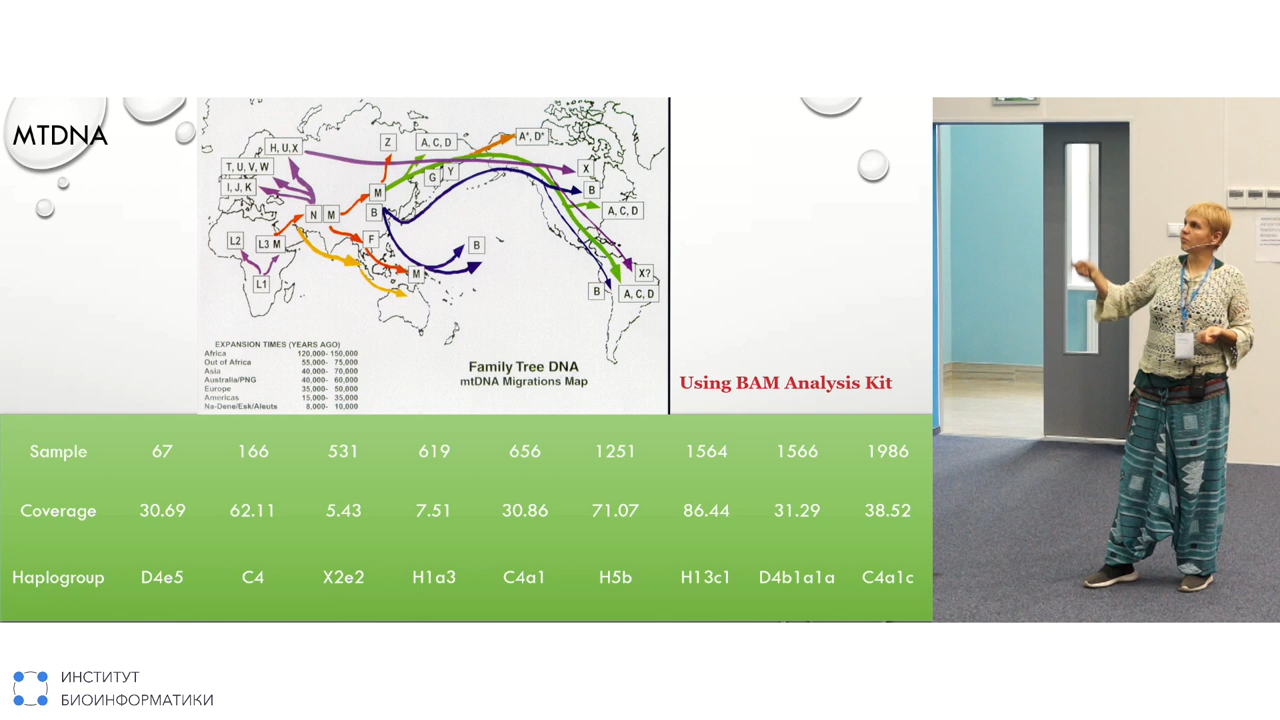 MTDNA
H, U, X
Z
A, C, D
A*, D*
T, U, V, W
G
Y
X
I, J, K
M
B
N
M
B
A, C, D
L2
L3 M
F
B
M
X?
L1
B
A, C, D
EXPANSION TIMES (YEARS AGO)
Africa 120,000- 150,000
Out of Africa 55,000- 75,000
Asia 40,000- 70,000
Australia/PNG 40,000- 60,000
Europe 35,000- 50,000
Americas 15,000- 35,000
Na-Dene/Esk/Aleuts 8,000- 10,000
Family Tree DNA
mtDNA Migrations Map
Using BAM Analysis Kit
Sample 67 166 531 619 656 1251 1564 1566 1986
Coverage 30.69 62.11 5.43 7.51 30.86 71.07 86.44 31.29 38.52
Haplogroup D4e5 C4 X2e2 H1a3 C4a1 H5b H13c1 D4b1a1a C4a1c
ИНСТИТУТ
БИОИНФОРМАТИКИ